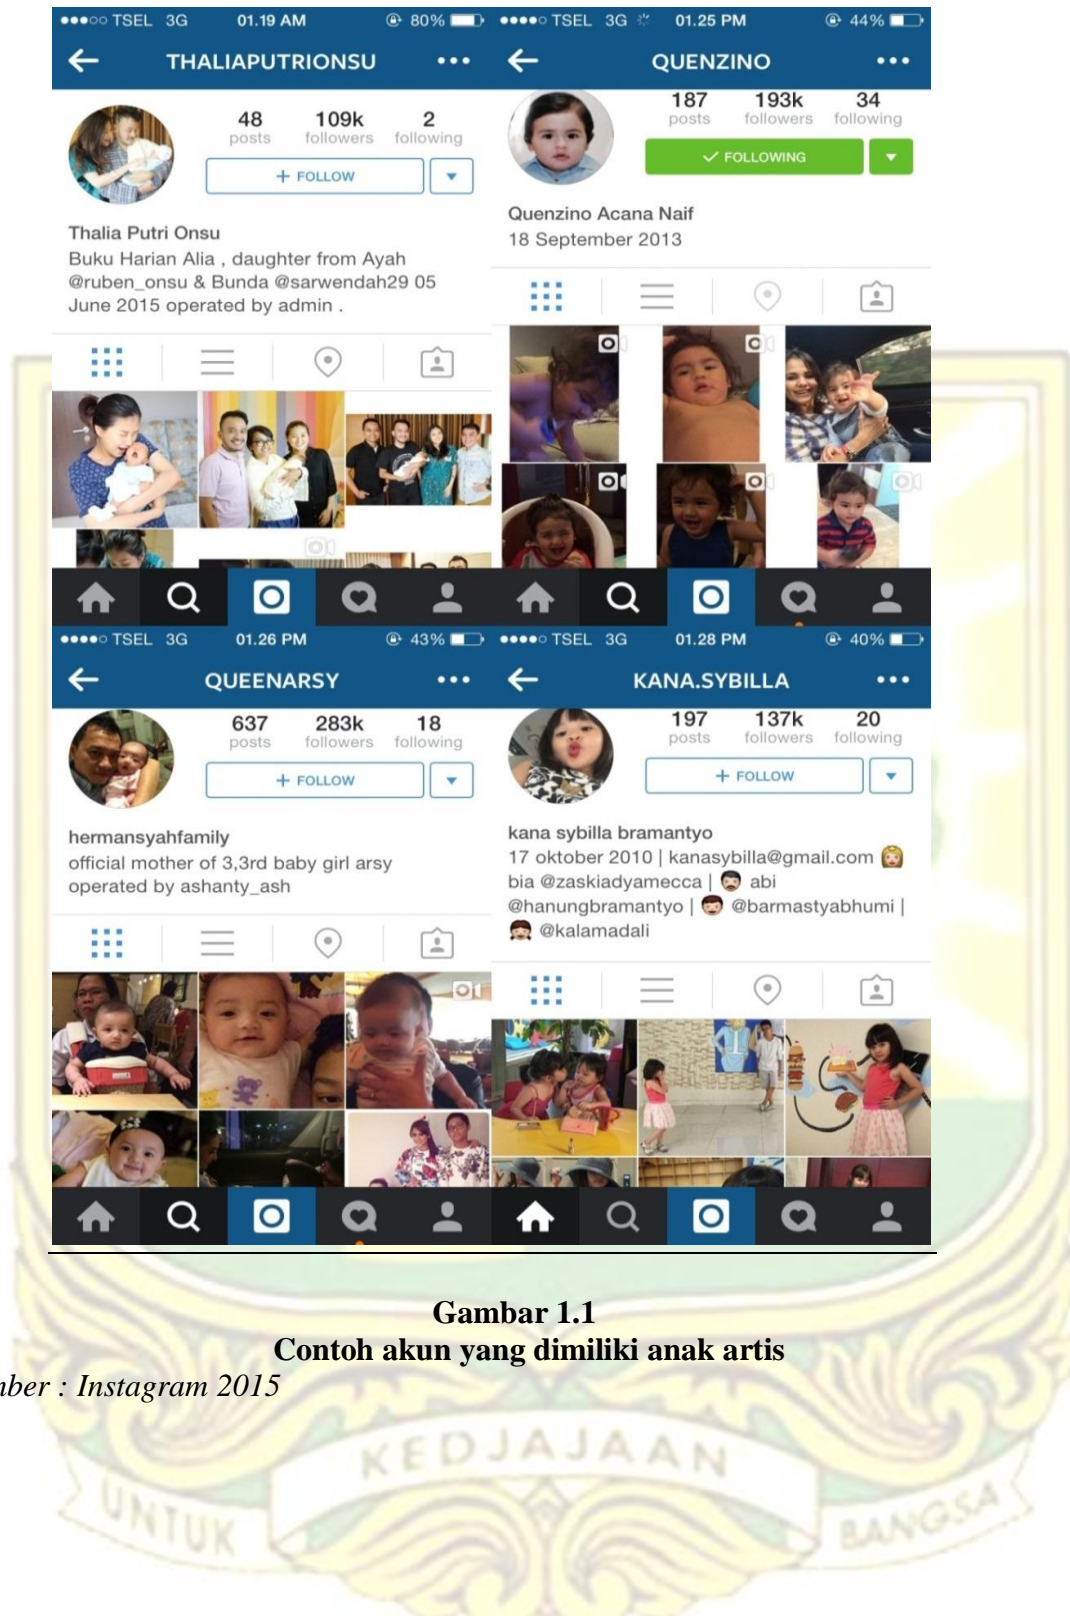 TSEL 3G 01.19 AM 80%
THALIAPUTRIONSU
48 109k 2
posts followers following
+ FOLLOW
Thalia Putri Onsu
Buku Harian Alia , daughter from Ayah
@ruben_onsu & Bunda @sarwendah29 05
June 2015 operated by admin .
TSEL 3G 01.25 PM 44%
QUENZINO
187 193k 34
posts followers following
FOLLOWING
Quenzino Acana Naif
18 September 2013
TSEL 3G 01.26 PM 43%
QUEENARSY
637 283k 18
posts followers following
+ FOLLOW
hermansyahfamily
official mother of 3,3rd baby girl arsy
operated by ashanty_ash
TSEL 3G 01.28 PM 40%
KANA.SYBILLA
197 137k 20
posts followers following
+ FOLLOW
kana sybilla bramantyo
17 oktober 2010 | kanasybilla@gmail.com 👸
bia @zaskiadyamecca | 👨 abi
@hanungbramantyo | 👦 @barmastyabhumi |
👧 @kalamadali
Gambar 1.1
Contoh akun yang dimiliki anak artis
mber : Instagram 2015
UNTUK KEDJAJAAN BANGSA